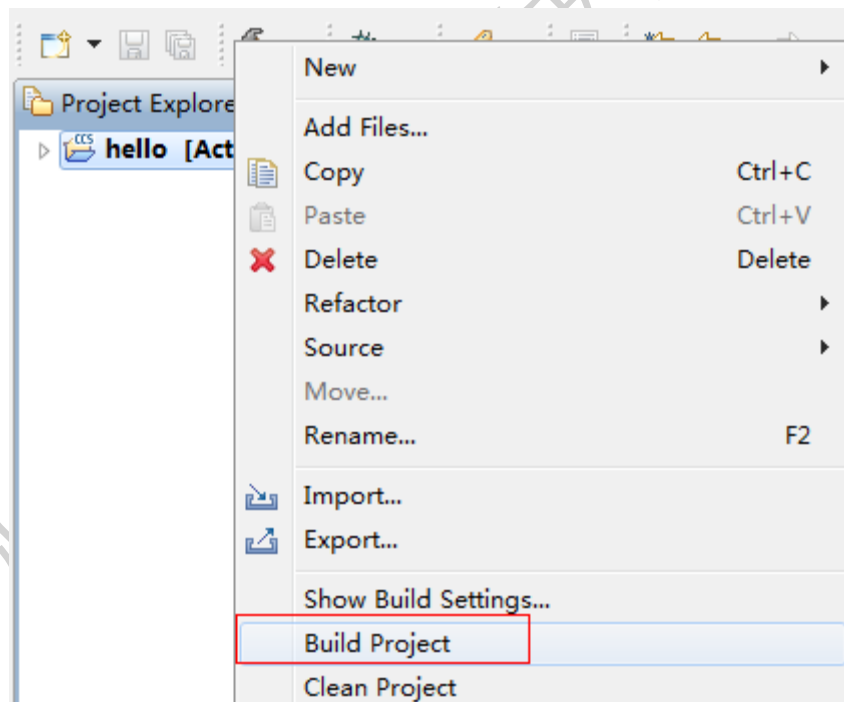 New
Project Explore
Add Files...
CCS
hello [Act
Copy Ctrl+C
Paste Ctrl+V
Delete Delete
Refactor
Source
Move...
Rename... F2
Import...
Export...
Show Build Settings...
Build Project
Clean Project